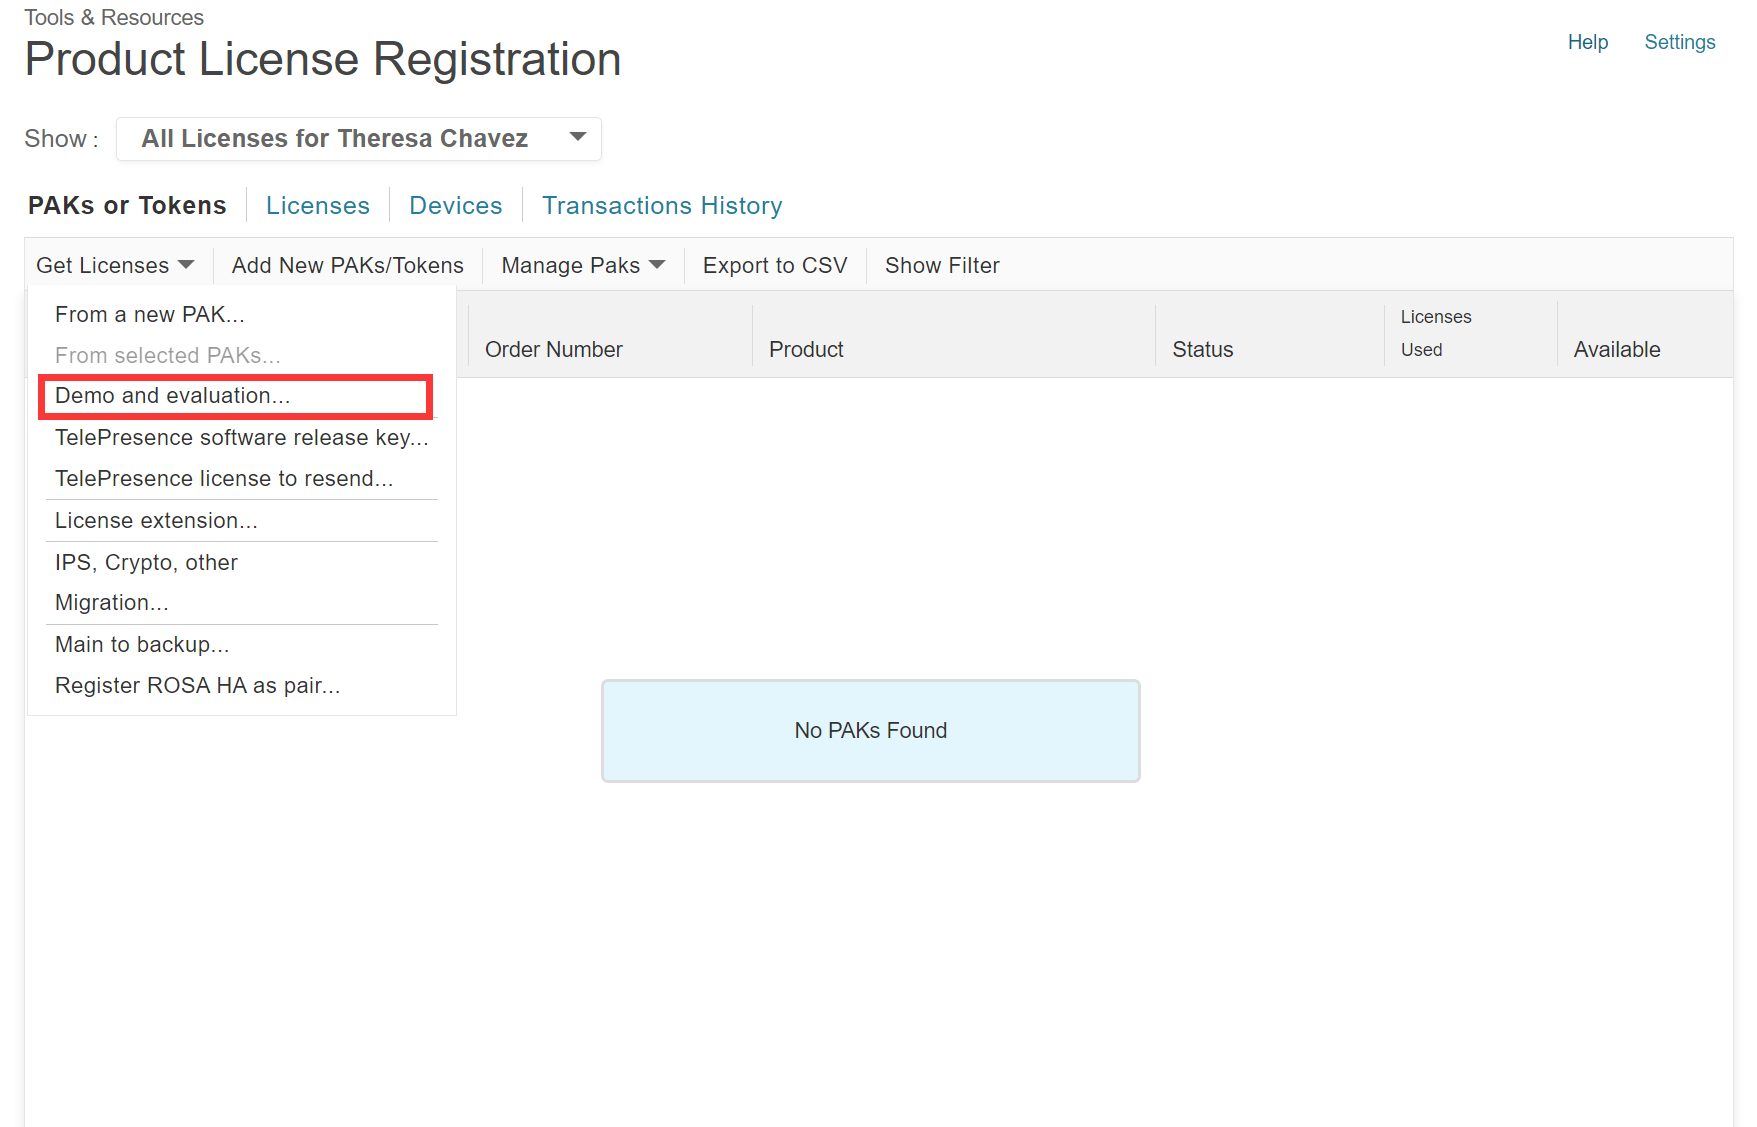 Tools & Resources
Product License Registration
Help Settings
Show : All Licenses for Theresa Chavez
PAKs or Tokens Licenses Devices Transactions History
Get Licenses Add New PAKs/Tokens Manage Paks Export to CSV Show Filter
From a new PAK...
From selected PAKs...
Demo and evaluation...
TelePresence software release key...
TelePresence license to resend...
License extension...
IPS, Crypto, other
Migration...
Main to backup...
Register ROSA HA as pair...
Licenses
Order Number Product Status Used Available
No PAKs Found